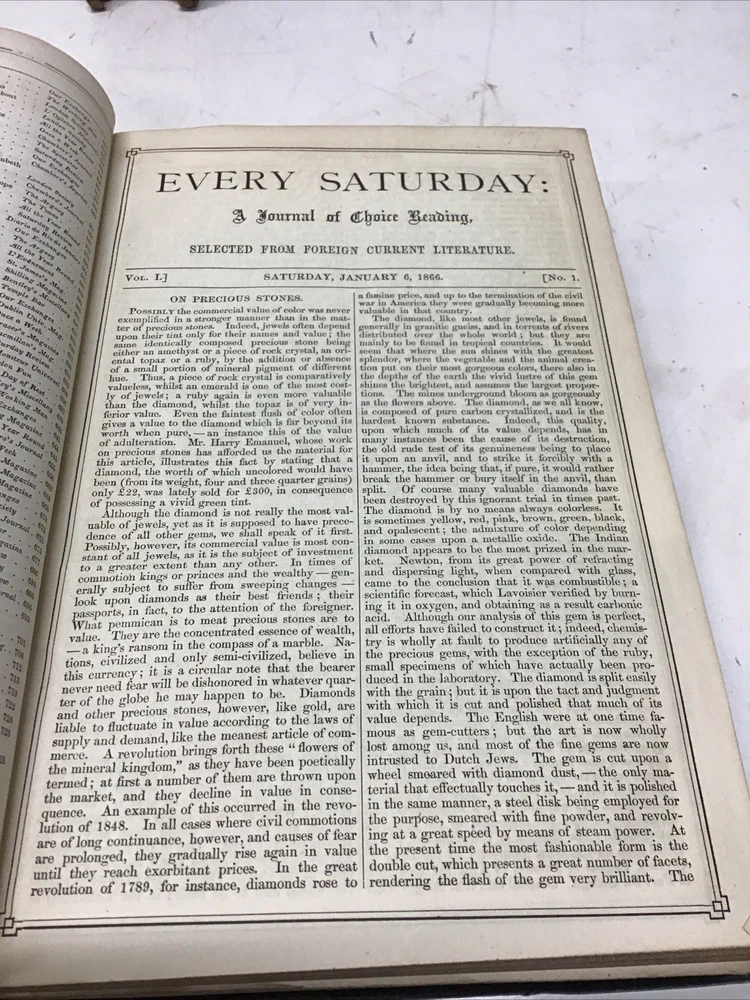 EVERY SATURDAY:
A Journal of Choice Reading,
SELECTED FROM FOREIGN CURRENT LITERATURE.
VOL. I.]
SATURDAY, JANUARY 6, 1866.
[No. 1.
ON PRECIOUS STONES.
POSSIBLY the commercial value of color was never
exemplified in a stronger manner than in the mat-
ter of precious stones. Indeed, jewels often depend
upon their tint only for their names and value; the
same identically composed precious stone being
either an amethyst or a piece of rock crystal, an ori-
ental topaz or a ruby, by the addition or absence
of a small portion of mineral pigment of different
hue. Thus, a piece of rock crystal is comparatively
valueless, whilst an emerald is one of the most cost-
ly of jewels; a ruby again is even more valuable
than the diamond, whilst the topaz is of very in-
ferior value. Even the faintest flush of color often
gives a value to the diamond which is far beyond its
worth when pure,—an instance this of the value
of adulteration. Mr. Harry Emanuel, whose work
on precious stones has afforded us the material for
this article, illustrates this fact by stating that a
diamond, the worth of which uncolored would have
been (from its weight, four and three quarter grains)
only £22, was lately sold for £300, in consequence
of possessing a vivid green tint.
Although the diamond is not really the most val-
uable of jewels, yet as it is supposed to have prece-
dence of all other gems, we shall speak of it first.
Possibly, however, its commercial value is most con-
stant of all jewels, as it is the subject of investment
to a greater extent than any other. In times of
commotion kings or princes and the wealthy—gen-
erally subject to suffer from sweeping changes—
look upon diamonds as their best friends; their
passports, in fact, to the attention of the foreigner.
What pemmican is to meat precious stones are to
value. They are the concentrated essence of wealth,
—a king's ransom in the compass of a marble. Na-
tions, civilized and only semi-civilized, believe in
this currency; it is a circular note that the bearer
never need fear will be dishonored in whatever quar-
ter of the globe he may happen to be. Diamonds
and other precious stones, however, like gold, are
liable to fluctuate in value according to the laws of
supply and demand, like the meanest article of com-
merce. A revolution brings forth these "flowers of
the mineral kingdom," as they have been poetically
termed; at first a number of them are thrown upon
the market, and they decline in value in conse-
quence. An example of this occurred in the revo-
lution of 1848. In all cases where civil commotions
are of long continuance, however, and causes of fear
are prolonged, they gradually rise again in value
until they reach exorbitant prices. In the great
revolution of 1789, for instance, diamonds rose to
a famine price, and up to the termination of the civil
war in America they were gradually becoming more
valuable in that country.
The diamond, like most other jewels, is found
generally in granitic gneiss, and in torrents of rivers
distributed over the whole world; but they are
mainly to be found in tropical countries. It would
seem that where the sun shines with the greatest
splendor, where the vegetable and the animal crea-
tion put on their most gorgeous colors, there also in
the depths of the earth the vivid lustre of this gem
shines the brightest, and assumes the largest propor-
tions. The mines underground bloom as gorgeously
as the flowers above. The diamond, as we all know,
is composed of pure carbon crystallized, and is the
hardest known substance. Indeed, this quality,
upon which much of its value depends, has in
many instances been the cause of its destruction,
the old rude test of its genuineness being to place
it upon an anvil, and to strike it forcibly with a
hammer, the idea being that, if pure, it would rather
break the hammer or bury itself in the anvil, than
split. Of course many valuable diamonds have
been destroyed by this ignorant trial in times past.
The diamond is by no means always colorless. It
is sometimes yellow, red, pink, brown, green, black,
and opalescent; the admixture of color depending
in some cases upon a metallic oxide. The Indian
diamond appears to be the most prized in the mar-
ket. Newton, from its great power of refracting
and dispersing light, when compared with glass,
came to the conclusion that it was combustible; a
scientific forecast, which Lavoisier verified by burn-
ing it in oxygen, and obtaining as a result carbonic
acid. Although our analysis of this gem is perfect,
all efforts have failed to construct it; indeed, chemis-
try is wholly at fault to produce artificially any of
the precious gems, with the exception of the ruby,
small specimens of which have actually been pro-
duced in the laboratory. The diamond is split easily
with the grain; but it is upon the tact and judgment
with which it is cut and polished that much of its
value depends. The English were at one time fa-
mous as gem-cutters; but the art is now wholly
lost among us, and most of the fine gems are now
intrusted to Dutch Jews. The gem is cut upon a
wheel smeared with diamond dust,—the only ma-
terial that effectually touches it,—and it is polished
in the same manner, a steel disk being employed for
the purpose, smeared with fine powder, and revolv-
ing at a great speed by means of steam power. At
the present time the most fashionable form is the
double cut, which presents a great number of facets,
rendering the flash of the gem very brilliant. The